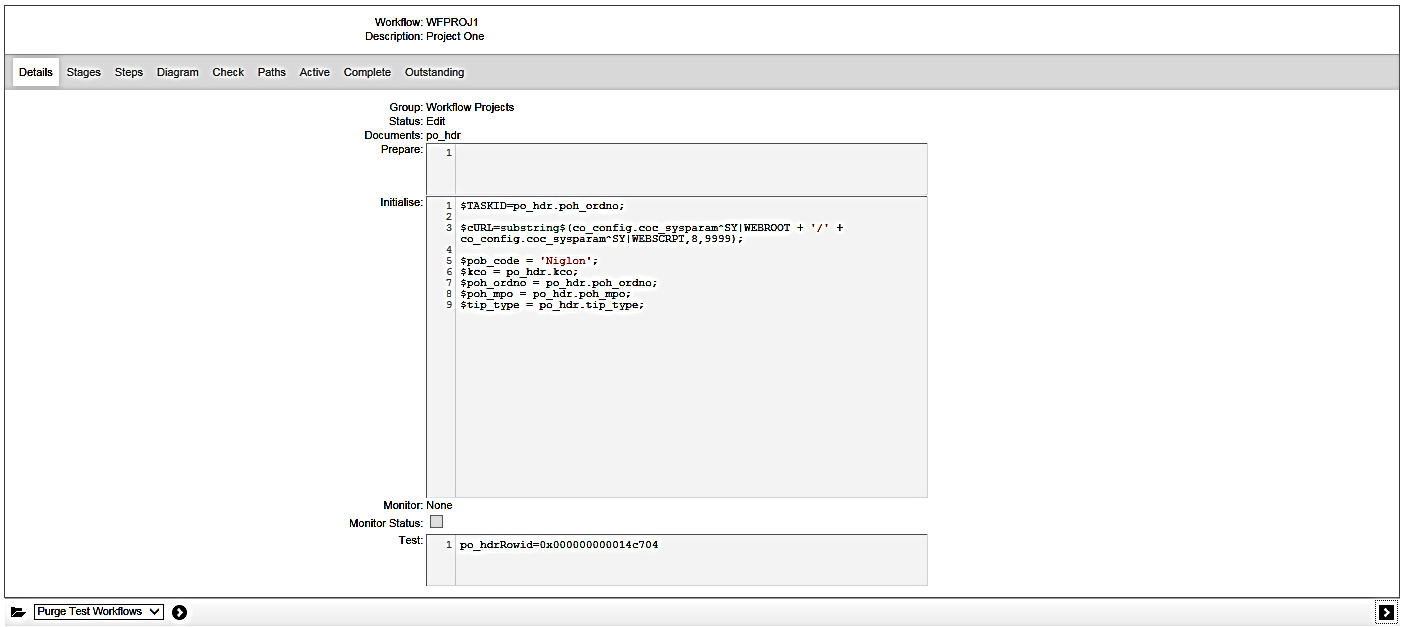 Workflow: WFPROJ1
Description: Project One
Details Stages Steps Diagram Check Paths Active Complete Outstanding
Group: Workflow Projects
Status: Edit
Documents: po_hdr
Prepare: 1
Initialise: 1 $TASKID=po_hdr.poh_ordno;
2
3 $cURL=substring$(co_config.coc_sysparam^SY|WEBROOT + '/' +
co_config.coc_sysparam^SY|WEBSCRPT,8,9999);
4
5 $pob_code = 'Niglon';
6 $kco = po_hdr.kco;
7 $poh_ordno = po_hdr.poh_ordno;
8 $poh_mpo = po_hdr.poh_mpo;
9 $tip_type = po_hdr.tip_type;
Monitor: None
Monitor Status:
Test: 1 po_hdrRowid=0x000000000014c704
Purge Test Workflows